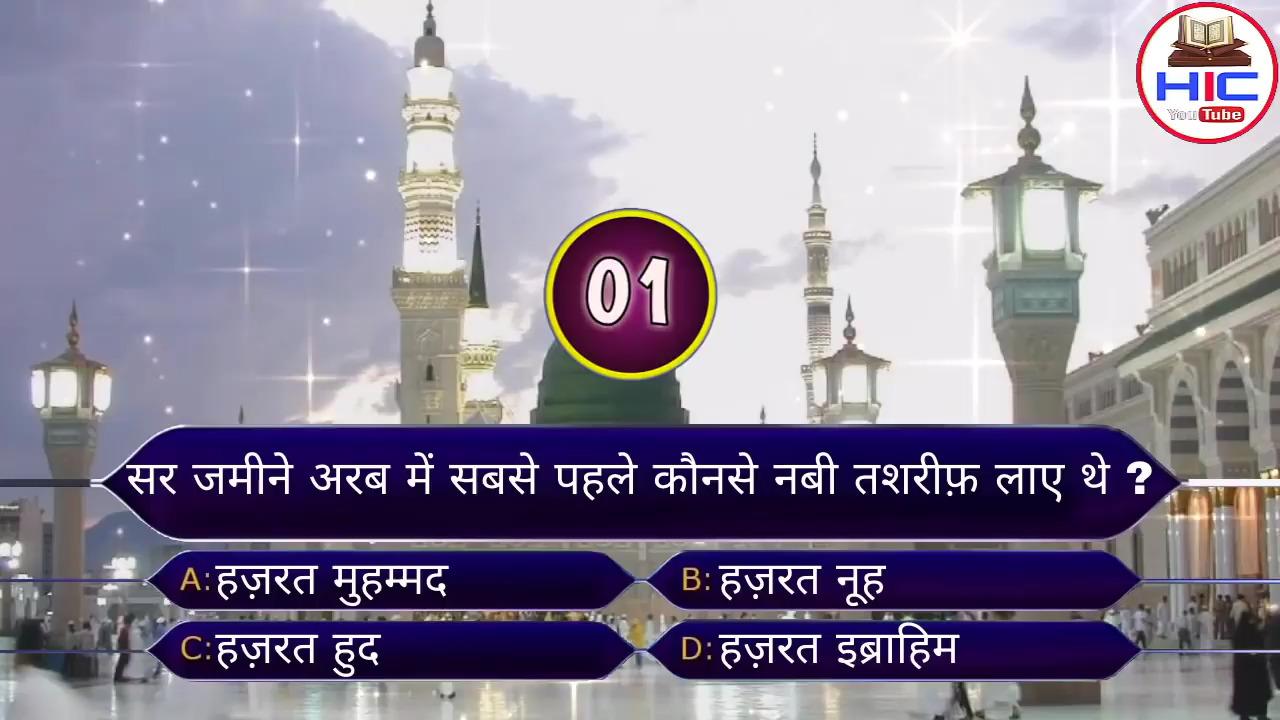 HIC
YouTube
01
सर जमीने अरब में सबसे पहले कौनसे नबी तशरीफ़ लाए थे ?
A: हज़रत मुहम्मद
B: हज़रत नूह
C: हज़रत हुद
D: हज़रत इब्राहिम